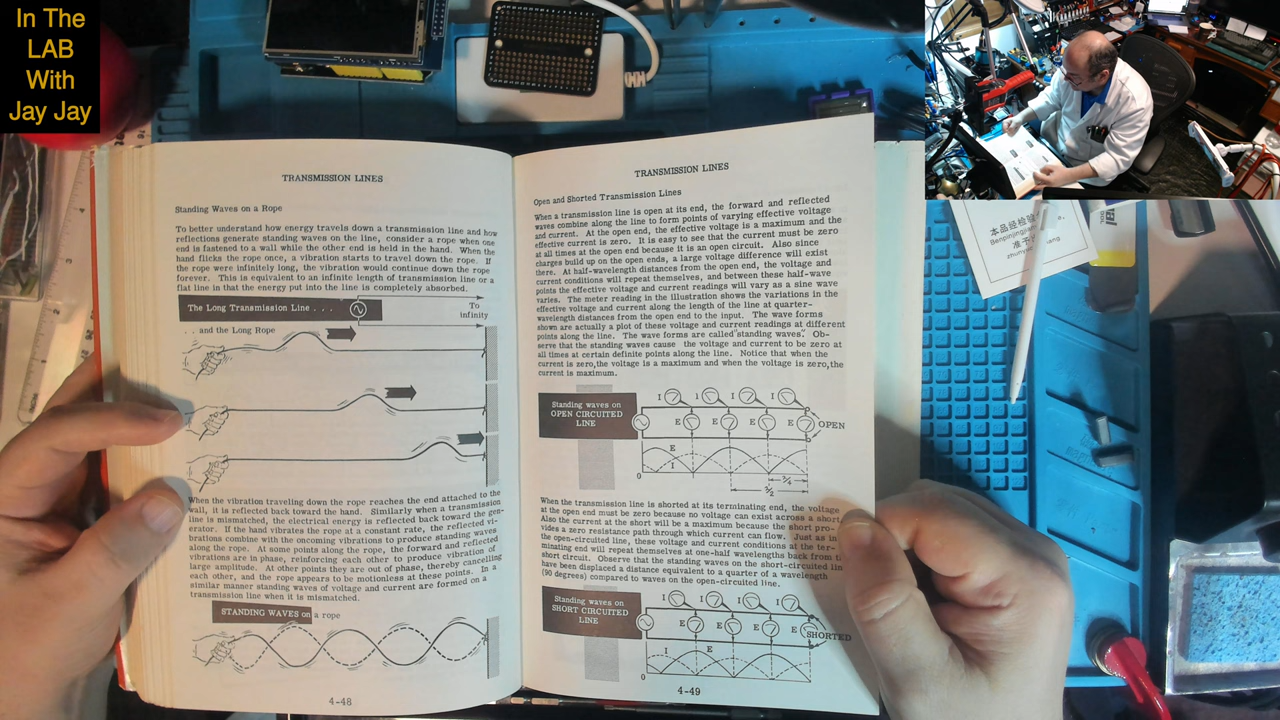 In The
LAB
With
Jay Jay
TRANSMISSION LINES
Standing Waves on a Rope
To better understand how energy travels down a transmission line and how
reflections generate standing waves on the line, consider a rope when one
end is fastened to a wall while the other end is held in the hand. When the
hand flicks the rope once, a vibration starts to travel down the rope. If
the rope were infinitely long, the vibration would continue down the rope
forever. This is equivalent to an infinite length of transmission line or a
flat line in that the energy put into the line is completely absorbed.
The Long Transmission Line . . .
To
infinity
. . and the Long Rope
When the vibration traveling down the rope reaches the end attached to the
wall, it is reflected back toward the hand. Similarly when a transmission
line is mismatched, the electrical energy is reflected back toward the gen-
erator. If the hand vibrates the rope at a constant rate, the reflected vi-
brations combine with the oncoming vibrations to produce standing waves
along the rope. At some points along the rope, the forward and reflected
vibrations are in phase, reinforcing each other to produce vibration of
large amplitude. At other points they are out of phase, thereby cancelling
each other, and the rope appears to be motionless at these points. In a
similar manner standing waves of voltage and current are formed on a
transmission line when it is mismatched.
STANDING WAVES on a rope
4-48
TRANSMISSION LINES
Open and Shorted Transmission Lines
When a transmission line is open at its end, the forward and reflected
waves combine along the line to form points of varying effective voltage
and current. At the open end, the effective voltage is a maximum and the
effective current is zero. It is easy to see that the current must be zero
at all times at the open end because it is an open circuit. Also since
charges build up on the open ends, a large voltage difference will exist
there. At half-wavelength distances from the open end, the voltage and
current conditions will repeat themselves, and between these half-wave
points the effective voltage and current readings will vary as a sine wave
varies. The meter reading in the illustration shows the variations in the
effective voltage and current along the length of the line at quarter-
wavelength distances from the open end to the input. The wave forms
shown are actually a plot of these voltage and current readings at different
points along the line. The wave forms are called "standing waves". Ob-
serve that the standing waves cause the voltage and current to be zero at
all times at certain definite points along the line. Notice that when the
current is zero, the voltage is a maximum and when the voltage is zero, the
current is maximum.
Standing waves on
OPEN CIRCUITED
LINE
I I I I
E E E E OPEN
E
I
0
When the transmission line is shorted at its terminating end, the voltage
at the open end must be zero because no voltage can exist across a short.
Also the current at the short will be a maximum because the short pro-
vides a zero resistance path through which current can flow. Just as in
the open-circuited line, these voltage and current conditions at the ter-
minating end will repeat themselves at one-half wavelengths back from
short circuit. Observe that the standing waves on the short-circuited
have been displaced a distance equivalent to a quarter of a wavelength
(90 degrees) compared to waves on the open-circuited line.
Standing waves on
SHORT CIRCUITED
LINE
I I I I
E E E E SHORTED
I E
0
4-49